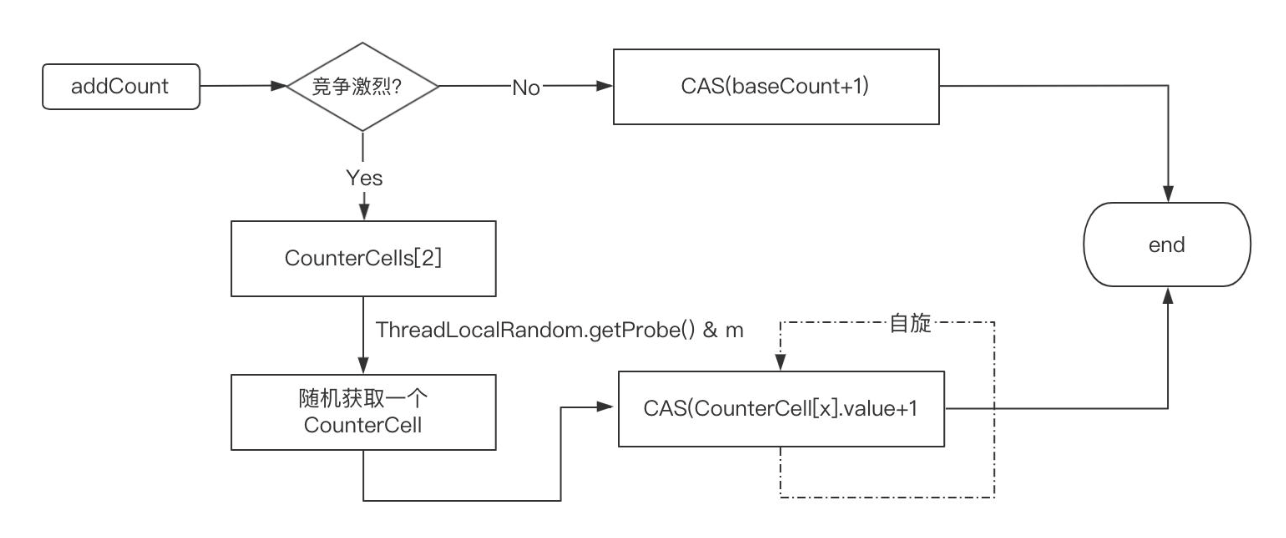 addCount
竞争激烈?
No
CAS(baseCount+1)
Yes
end
CounterCells[2]
ThreadLocalRandom.getProbe() & m
自旋
随机获取一个
CounterCell
CAS(CounterCell[x].value+1